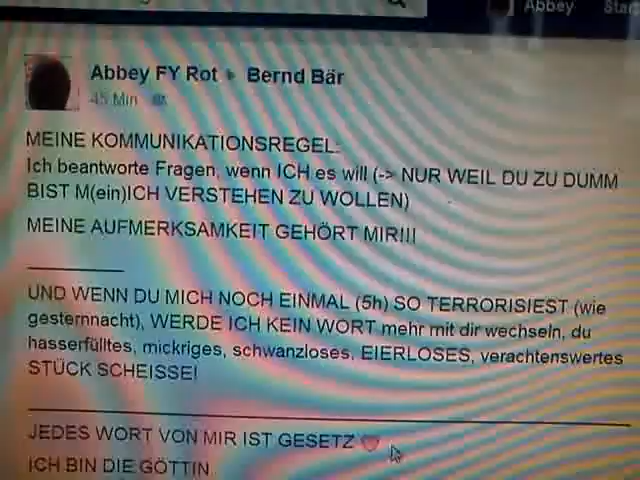 Abbey Start
Abbey FY Rot ▸ Bernd Bär
45 Min
MEINE KOMMUNIKATIONSREGEL:
Ich beantworte Fragen, wenn ICH es will (-> NUR WEIL DU ZU DUMM
BIST M(ein)ICH VERSTEHEN ZU WOLLEN)
MEINE AUFMERKSAMKEIT GEHÖRT MIR!!!
UND WENN DU MICH NOCH EINMAL (5h) SO TERRORISIEST (wie
gesternnacht), WERDE ICH KEIN WORT mehr mit dir wechseln, du
hasserfülltes, mickriges, schwanzloses, EIERLOSES, verachtenswertes
STÜCK SCHEISSE!
JEDES WORT VON MIR IST GESETZ ♥
ICH BIN DIE GÖTTIN